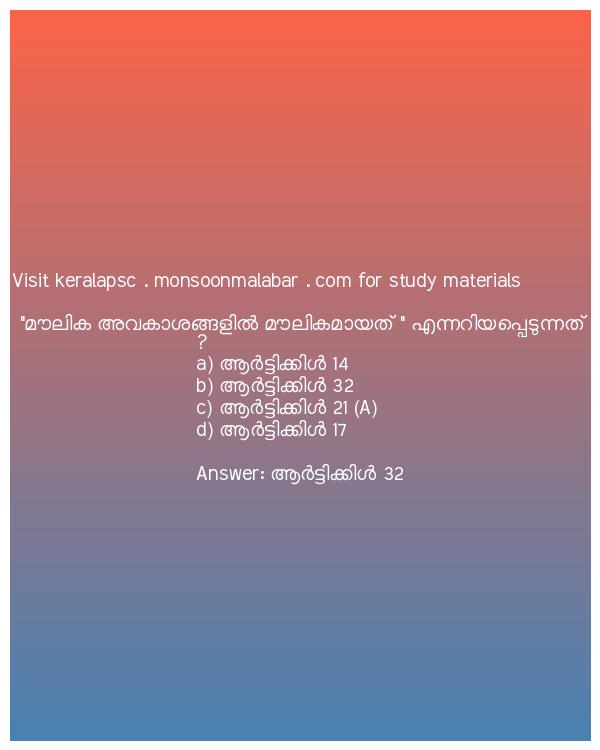 Visit keralapsc . monsoonmalabar . com for study materials
"മൗലിക അവകാശങ്ങളിൽ മൗലികമായത് " എന്നറിയപ്പെടുന്നത്
?
a) ആർട്ടിക്കിൾ 14
b) ആർട്ടിക്കിൾ 32
c) ആർട്ടിക്കിൾ 21 (A)
d) ആർട്ടിക്കിൾ 17
Answer: ആർട്ടിക്കിൾ 32